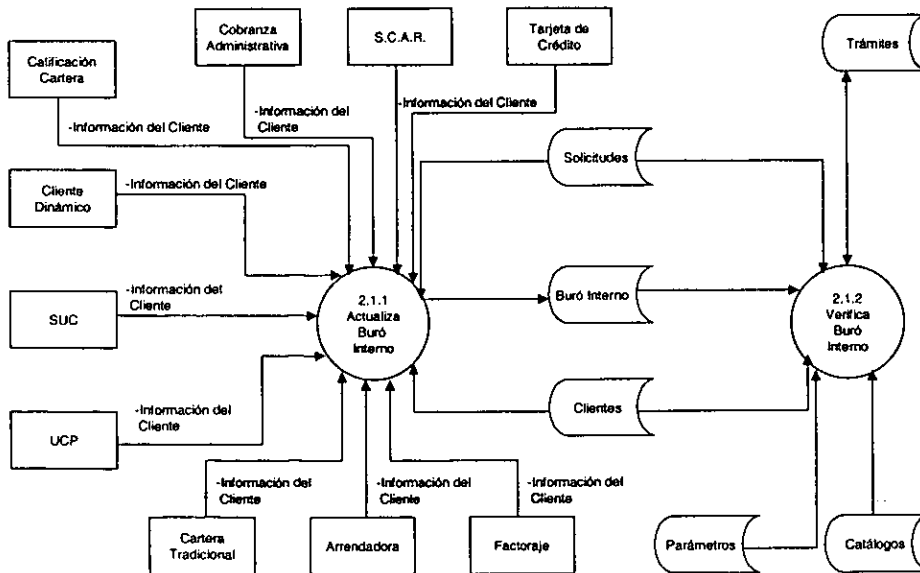 Cobranza
Administrativa
S.C.A.R.
Tarjeta de
Crédito
Trámites
Calificación
Cartera
-Información del Cliente
-Información del
Cliente
-Información del Cliente
-Información del Cliente
Solicitudes
Cliente
Dinámico
-Información del Cliente
SUC
-Información del
Cliente
2.1.1
Actualiza
Buró
Interno
Buró Interno
2.1.2
Verifica
Buró
Interno
UCP
-Información del
Cliente
Clientes
-Información del
Cliente
-Información del
Cliente
-Información del
Cliente
Cartera
Tradicional
Arrendadora
Factoraje
Parámetros
Catálogos